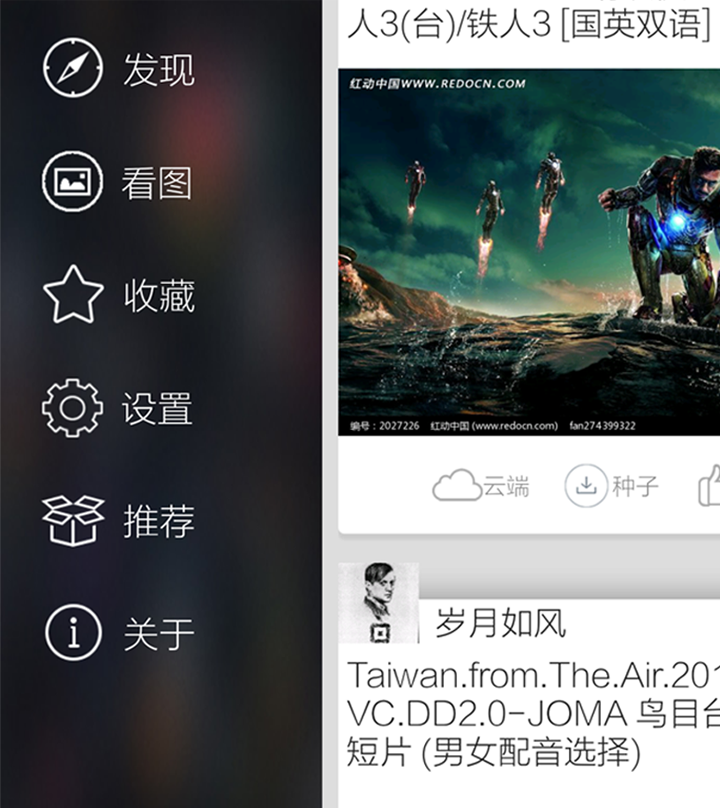 发现
看图
收藏
设置
推荐
关于
人3(台)/铁人3 [国英双语]
红动中国WWW.REDOCN.COM
编号：2027226 红动中国 (www.redocn.com) fan274399322
云端
种子
岁月如风
Taiwan.from.The.Air.201
VC.DD2.0-JOMA 鸟目台
短片 (男女配音选择)